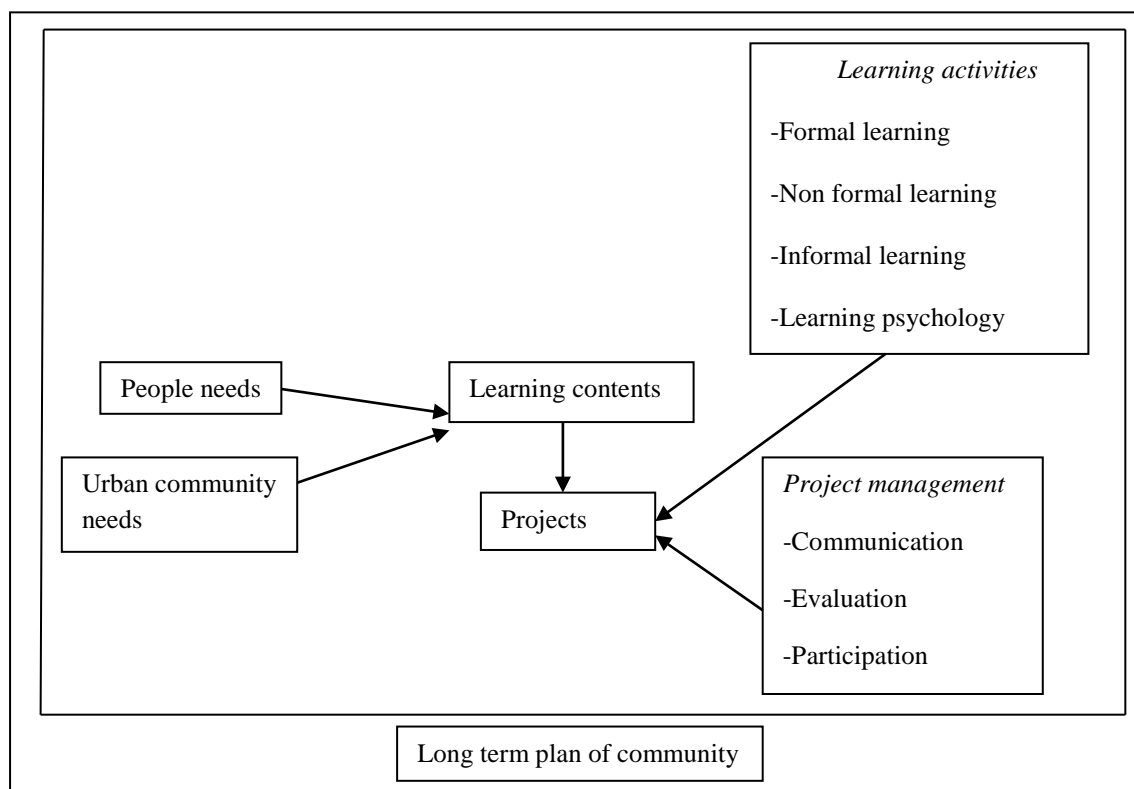 Learning activities
-Formal learning
-Non formal learning
-Informal learning
-Learning psychology
People needs
Learning contents
Urban community
needs
Projects
Project management
-Communication
-Evaluation
-Participation
Long term plan of community